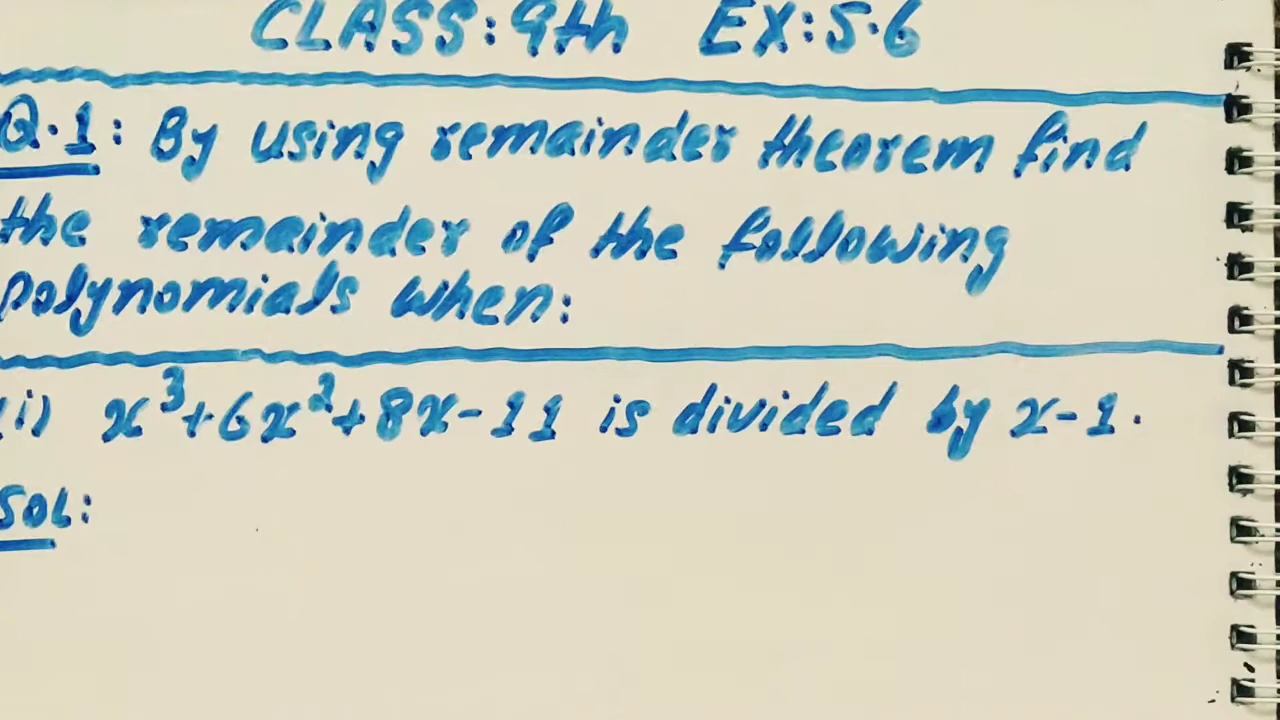 CLASS: 9th EX: 5.6
Q.1: By using remainder theorem find
the remainder of the following
polynomials when:
(i) x³+6x²+8x-11 is divided by x-1.
SOL: